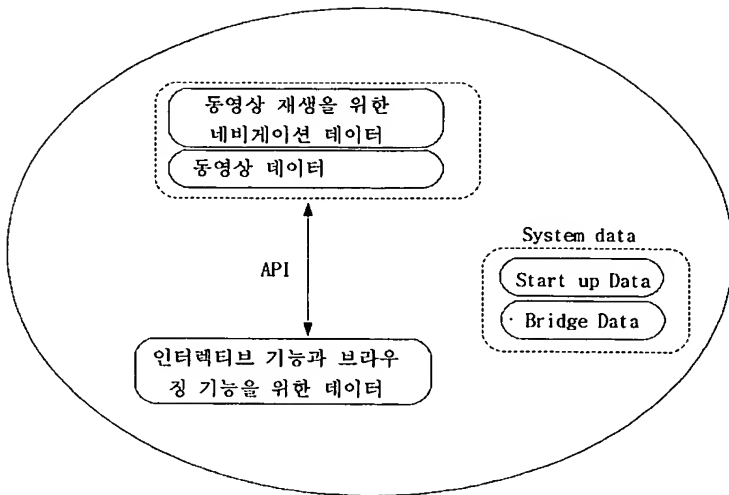 동영상 재생을 위한
네비게이션 데이터
동영상 데이터
API
System data
Start up Data
Bridge Data
인터렉티브 기능과 브라우
징 기능을 위한 데이터